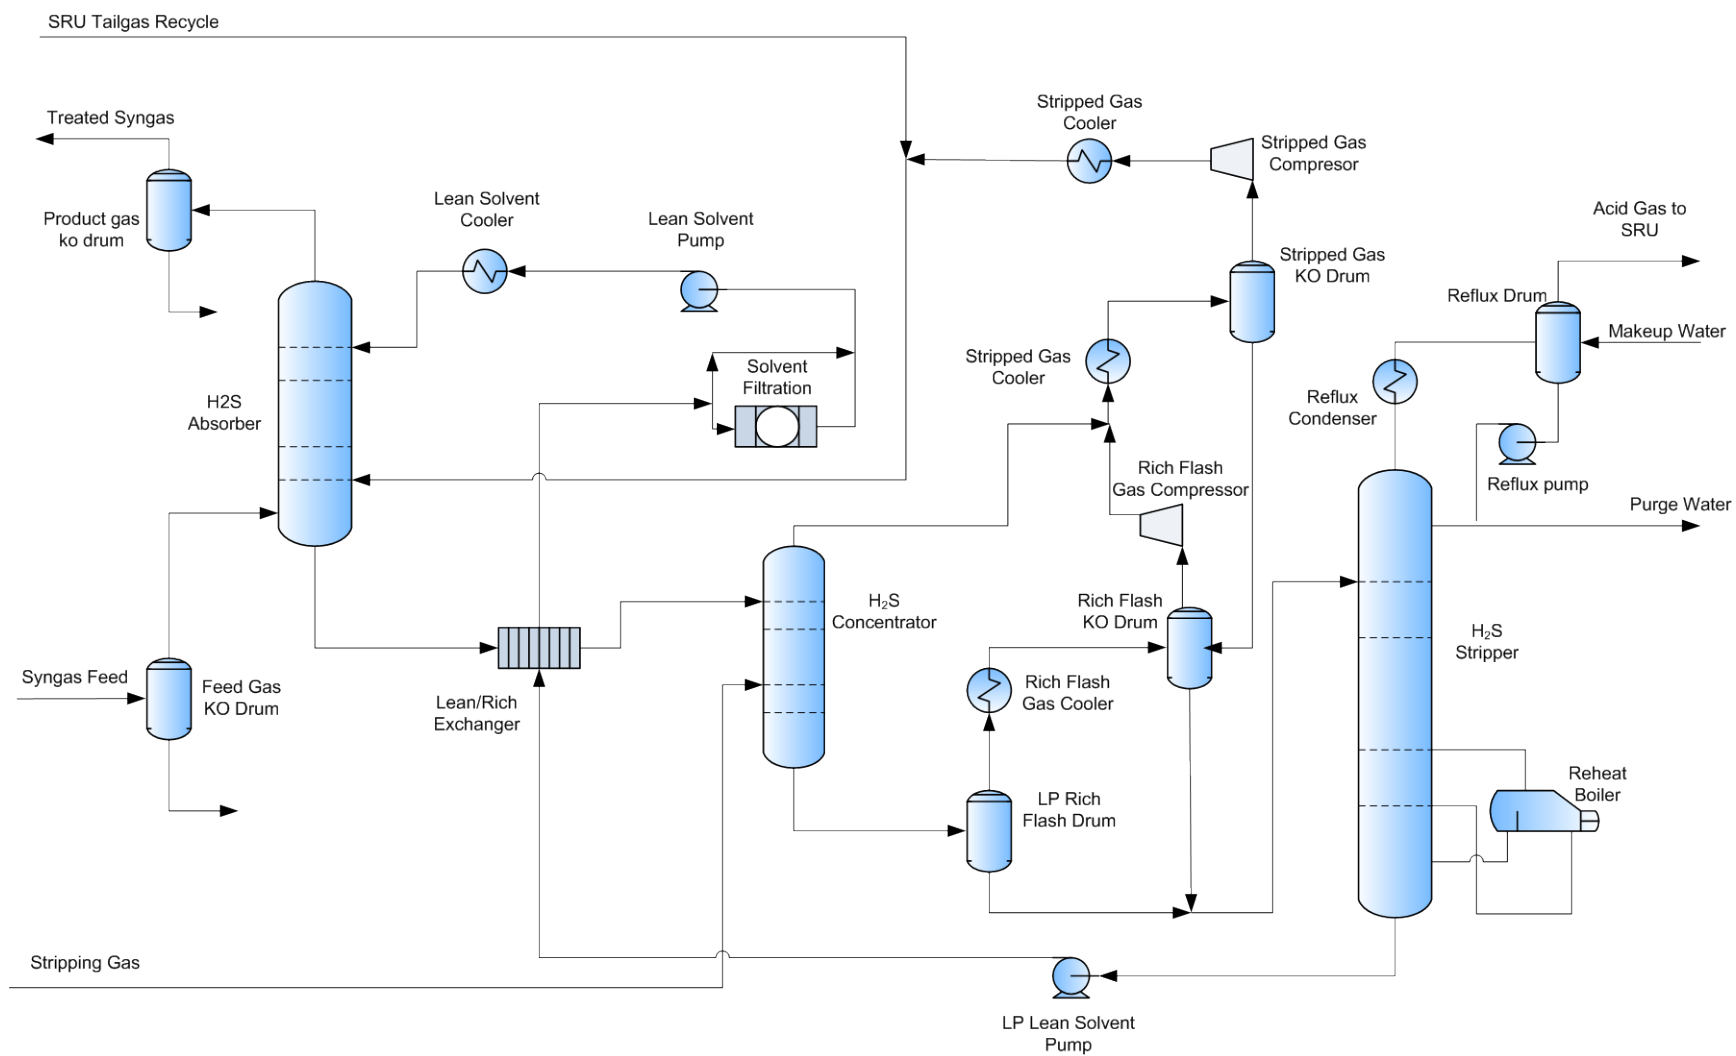 SRU Tailgas Recycle
Treated Syngas
Product gas
ko drum
Lean Solvent
Cooler
Lean Solvent
Pump
Stripped Gas
Cooler
Stripped Gas
Compresor
Acid Gas to
SRU
Stripped Gas
KO Drum
Reflux Drum
Makeup Water
Stripped Gas
Cooler
Solvent
Filtration
H2S
Absorber
Reflux
Condenser
Rich Flash
Gas Compressor
Reflux pump
Purge Water
H₂S
Concentrator
Rich Flash
KO Drum
H₂S
Stripper
Syngas Feed
Feed Gas
KO Drum
Lean/Rich
Exchanger
Rich Flash
Gas Cooler
LP Rich
Flash Drum
Reheat
Boiler
Stripping Gas
LP Lean Solvent
Pump